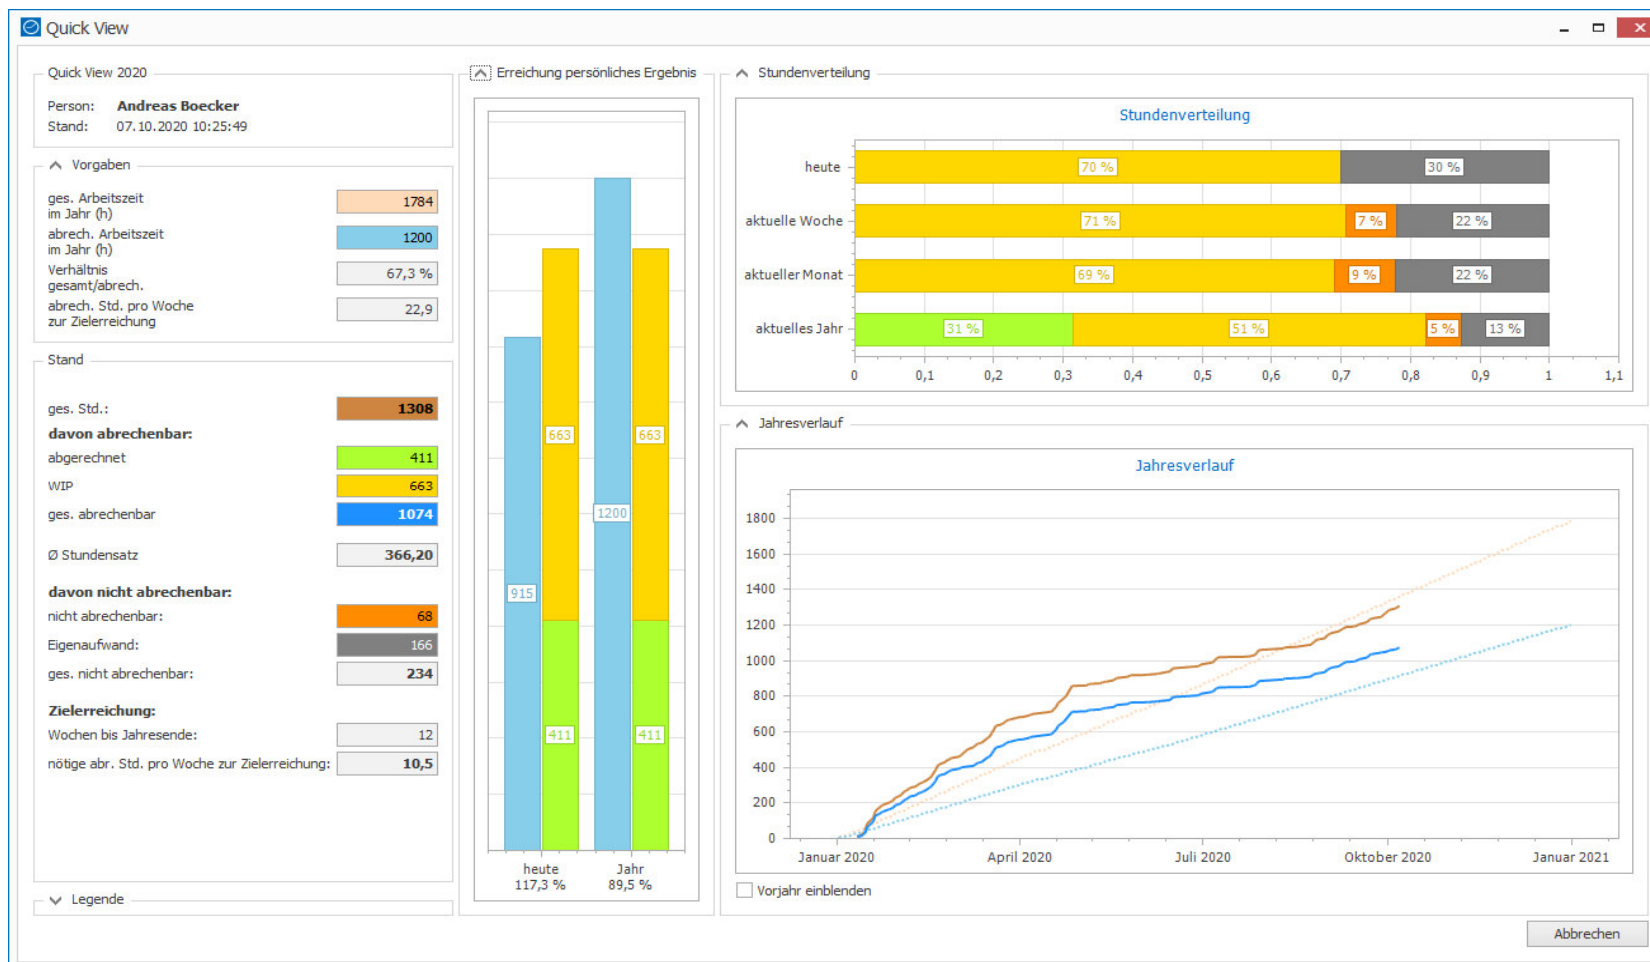 Quick View
Quick View 2020
Person: Andreas Boecker
Stand: 07.10.2020 10:25:49
Vorgaben
ges. Arbeitszeit
im Jahr (h) 1784
abrech. Arbeitszeit
im Jahr (h) 1200
Verhältnis
gesamt/abrech. 67,3 %
abrech. Std. pro Woche
zur Zielerreichung 22,9
Stand
ges. Std.: 1308
davon abrechenbar:
abgerechnet 411
WIP 663
ges. abrechenbar 1074
Ø Stundensatz 366,20
davon nicht abrechenbar:
nicht abrechenbar: 68
Eigenaufwand: 166
ges. nicht abrechenbar: 234
Zielerreichung:
Wochen bis Jahresende: 12
nötige abr. Std. pro Woche zur Zielerreichung: 10,5
Legende
Erreichung persönliches Ergebnis
663 663
1200
915
411 411
heute Jahr
117,3 % 89,5 %
Stundenverteilung
Stundenverteilung
heute 70 % 30 %
aktuelle Woche 71 % 7 % 22 %
aktueller Monat 69 % 9 % 22 %
aktuelles Jahr 31 % 51 % 5 % 13 %
0 0,1 0,2 0,3 0,4 0,5 0,6 0,7 0,8 0,9 1 1,1
Jahresverlauf
Jahresverlauf
1800
1600
1400
1200
1000
800
600
400
200
0
Januar 2020 April 2020 Juli 2020 Oktober 2020 Januar 2021
Vorjahr einblenden
Abbrechen